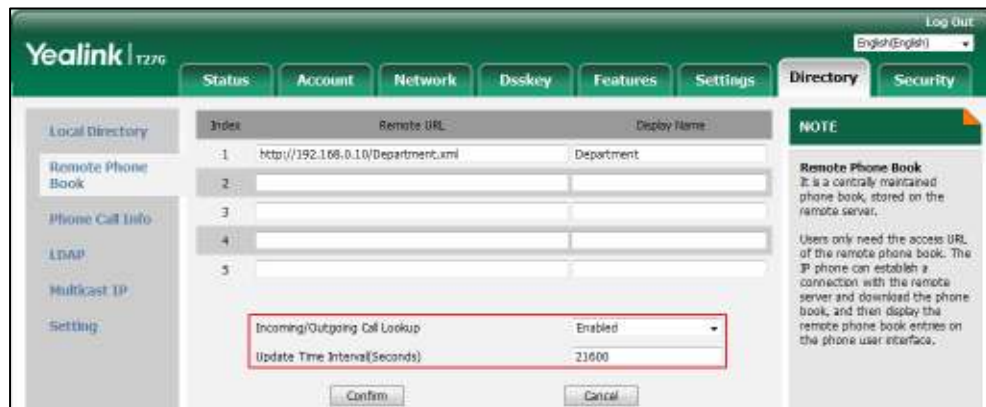 Log Out
Yealink T27G
English(English)
Status Account Network Dsskey Features Settings Directory Security
Local Directory
Remote Phone Book
Phone Call Info
LDAP
Multicast IP
Setting
Index Remote URL Display Name
1 http://192.168.0.10/Department.xml Department
2
3
4
5
Incoming/Outgoing Call Lookup Enabled
Update Time Interval(Seconds) 21600
Confirm Cancel
NOTE
Remote Phone Book
It is a centrally maintained
phone book, stored on the
remote server.
Users only need the access URL
of the remote phone book. The
IP phone can establish a
connection with the remote
server and download the phone
book, and then display the
remote phone book entries on
the phone user interface.